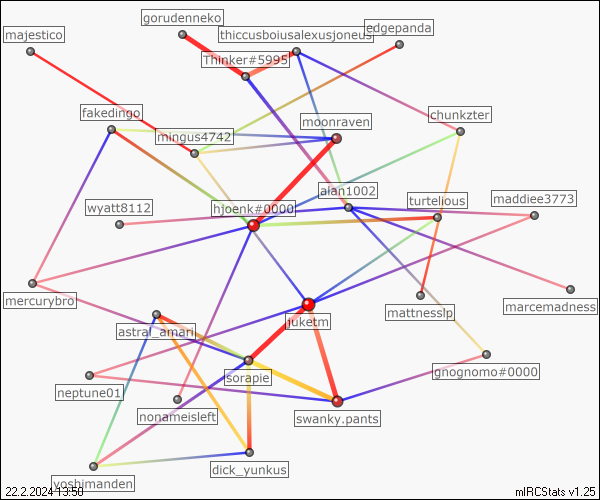 gorudenneko
majestico
thiccusboiusalexusjoneus
edgepanda
Thinker#5995
fakedingo
moonraven
chunkzter
mingus4742
alan1002
turtelious
maddiee3773
wyatt8112
hjoenk#0000
mercurybro
marcemadness
mattnesslp
astral_amari
juketm
gnognomo#0000
sorapie
neptune01
nonameisleft
swanky.pants
dick_yunkus
yoshimanden
22.2.2024 13:50
mIRCStats v1.25